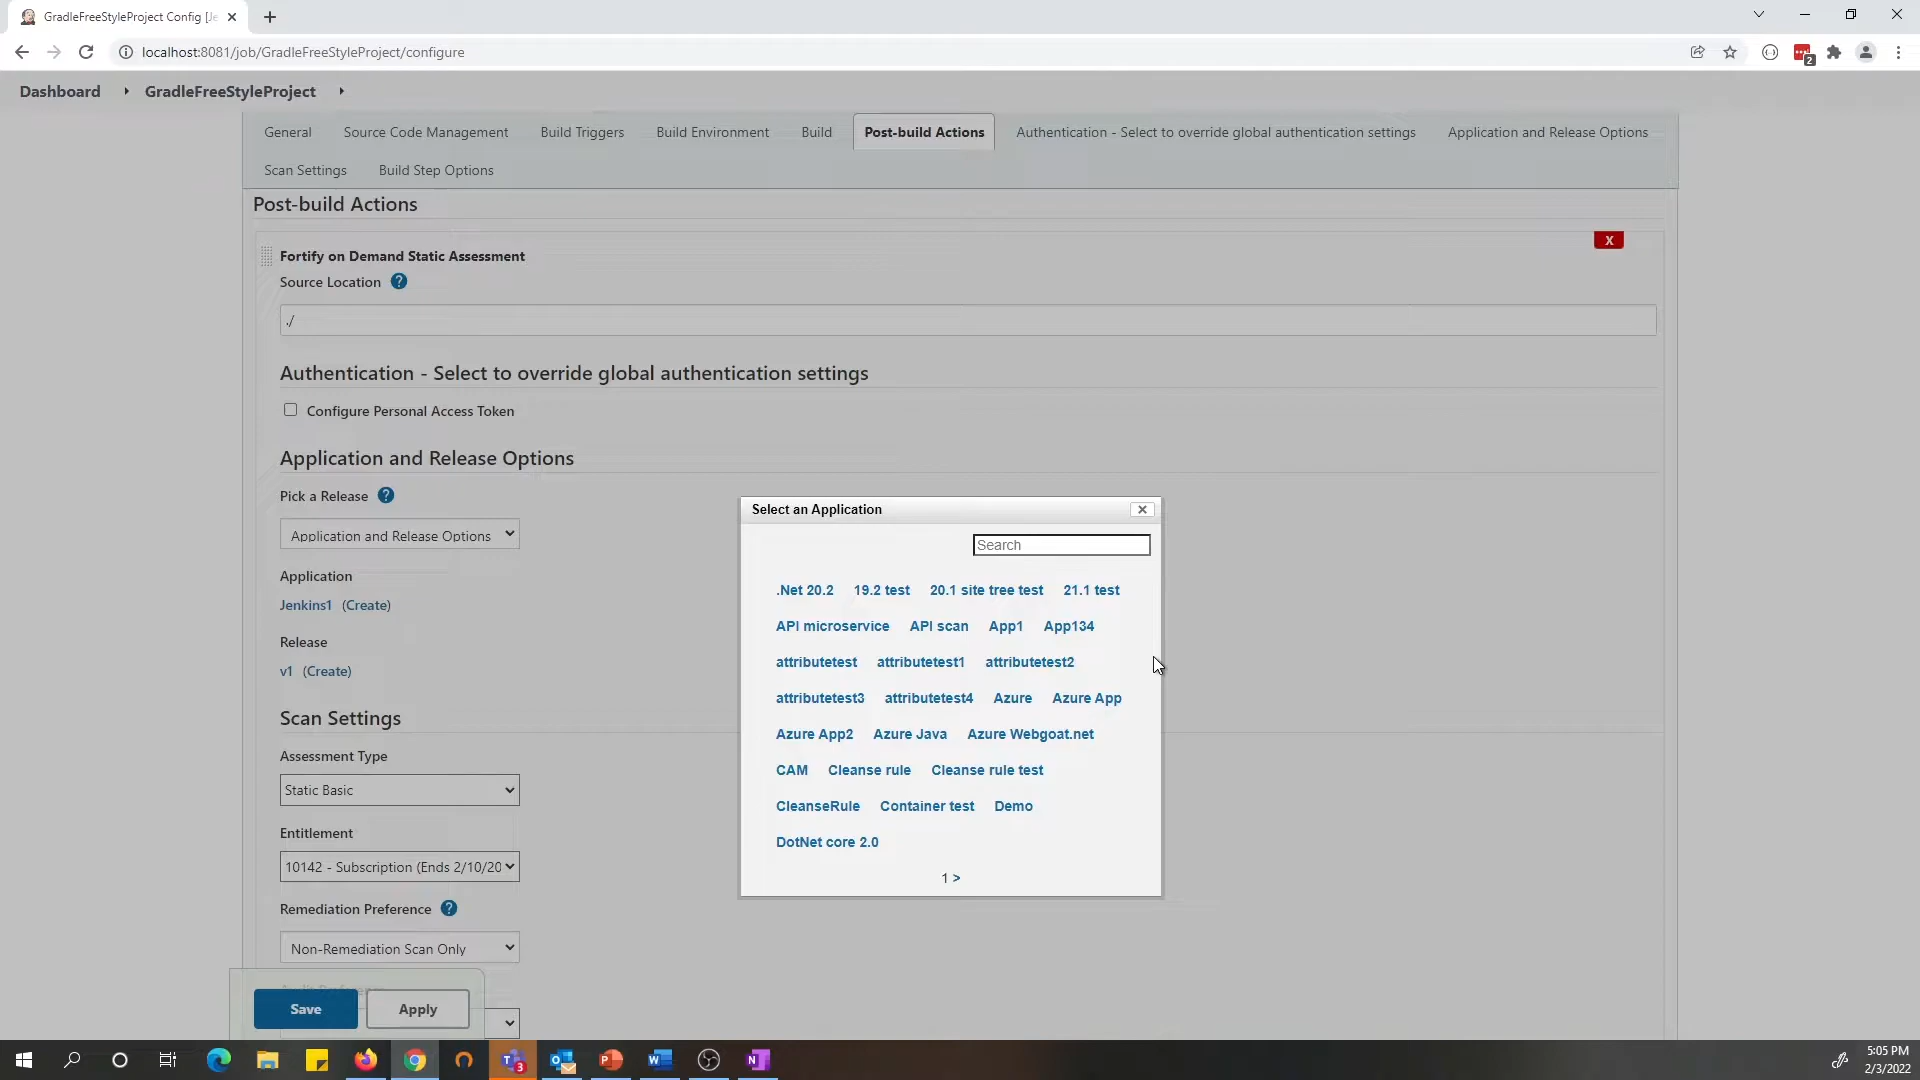 GradleFreeStyleProject Config [Je
localhost:8081/job/GradleFreeStyleProject/configure
2
Dashboard
GradleFreeStyleProject
General
Source Code Management
Build Triggers
Build Environment
Build
Post-build Actions
Authentication - Select to override global authentication settings
Application and Release Options
Scan Settings
Build Step Options
Post-build Actions
X
Fortify on Demand Static Assessment
Source Location ?
./
Authentication - Select to override global authentication settings
Configure Personal Access Token
Application and Release Options
Pick a Release ?
Application and Release Options
Application
Jenkins1 (Create)
Release
v1 (Create)
Scan Settings
Assessment Type
Static Basic
Entitlement
10142 - Subscription (Ends 2/10/20
Remediation Preference ?
Non-Remediation Scan Only
Audit Preference
Save
Apply
Select an Application
Search
.Net 20.2 19.2 test 20.1 site tree test 21.1 test
API microservice API scan App1 App134
attributetest attributetest1 attributetest2
attributetest3 attributetest4 Azure Azure App
Azure App2 Azure Java Azure Webgoat.net
CAM Cleanse rule Cleanse rule test
CleanseRule Container test Demo
DotNet core 2.0
1 >
3
5:05 PM
2/3/2022